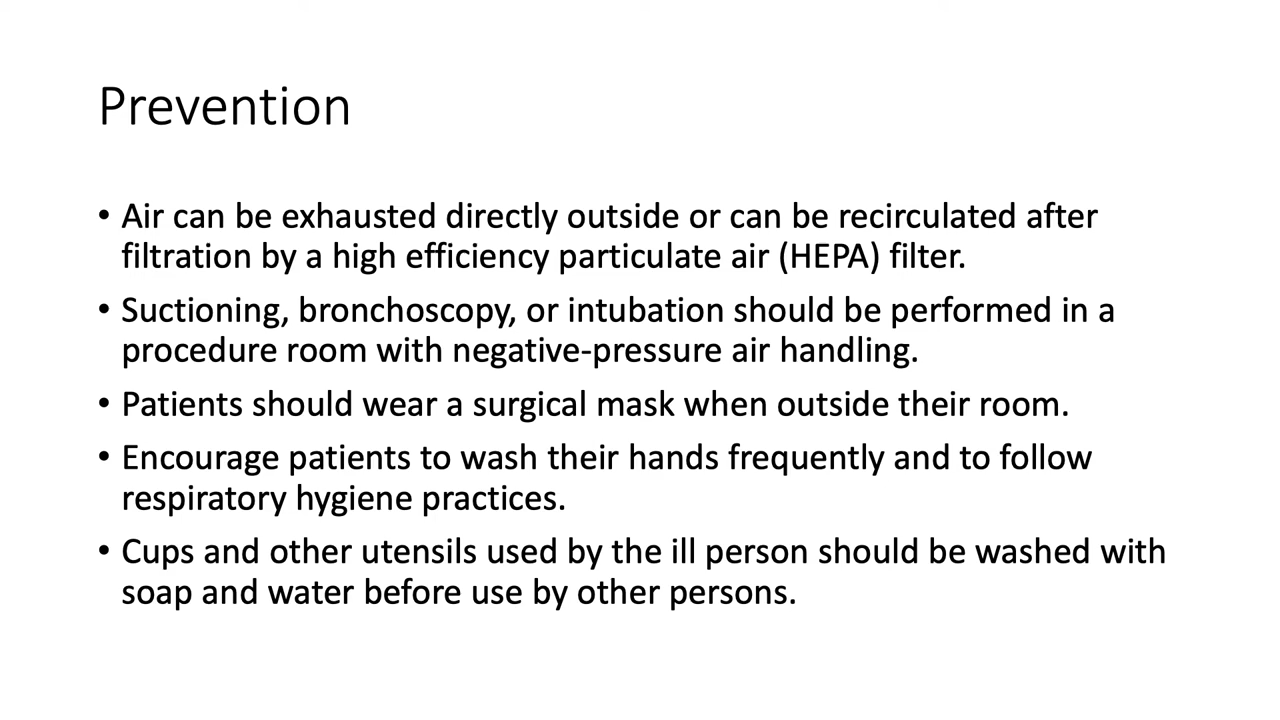 Prevention
• Air can be exhausted directly outside or can be recirculated after
filtration by a high efficiency particulate air (HEPA) filter.
• Suctioning, bronchoscopy, or intubation should be performed in a
procedure room with negative-pressure air handling.
• Patients should wear a surgical mask when outside their room.
• Encourage patients to wash their hands frequently and to follow
respiratory hygiene practices.
• Cups and other utensils used by the ill person should be washed with
soap and water before use by other persons.